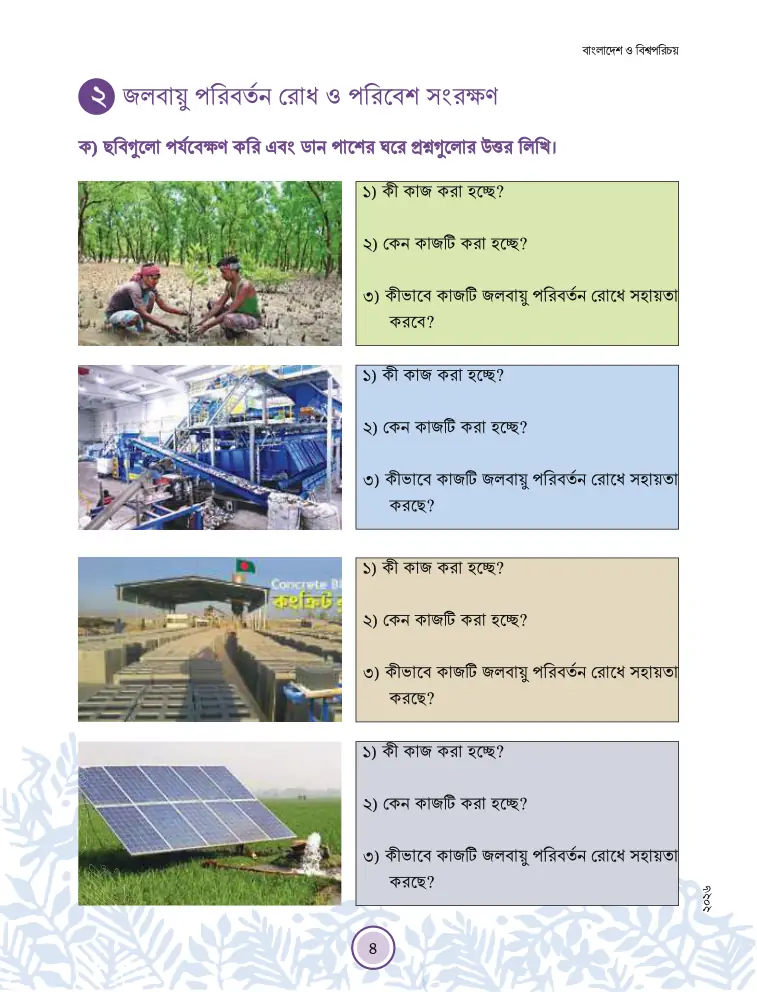 বাংলাদেশ ও বিশ্বপরিচয়
২ জলবায়ু পরিবর্তন রোধ ও পরিবেশ সংরক্ষণ
ক) ছবিগুলো পর্যবেক্ষণ করি এবং ডান পাশের ঘরে প্রশ্নগুলোর উত্তর লিখি।
১) কী কাজ করা হচ্ছে?
২) কেন কাজটি করা হচ্ছে?
৩) কীভাবে কাজটি জলবায়ু পরিবর্তন রোধে সহায়তা
করবে?
১) কী কাজ করা হচ্ছে?
২) কেন কাজটি করা হচ্ছে?
৩) কীভাবে কাজটি জলবায়ু পরিবর্তন রোধে সহায়তা
করছে?
Concrete Bl
কংক্রিট
১) কী কাজ করা হচ্ছে?
২) কেন কাজটি করা হচ্ছে?
৩) কীভাবে কাজটি জলবায়ু পরিবর্তন রোধে সহায়তা
করছে?
১) কী কাজ করা হচ্ছে?
২) কেন কাজটি করা হচ্ছে?
৩) কীভাবে কাজটি জলবায়ু পরিবর্তন রোধে সহায়তা
করছে?
২০২৬
৪